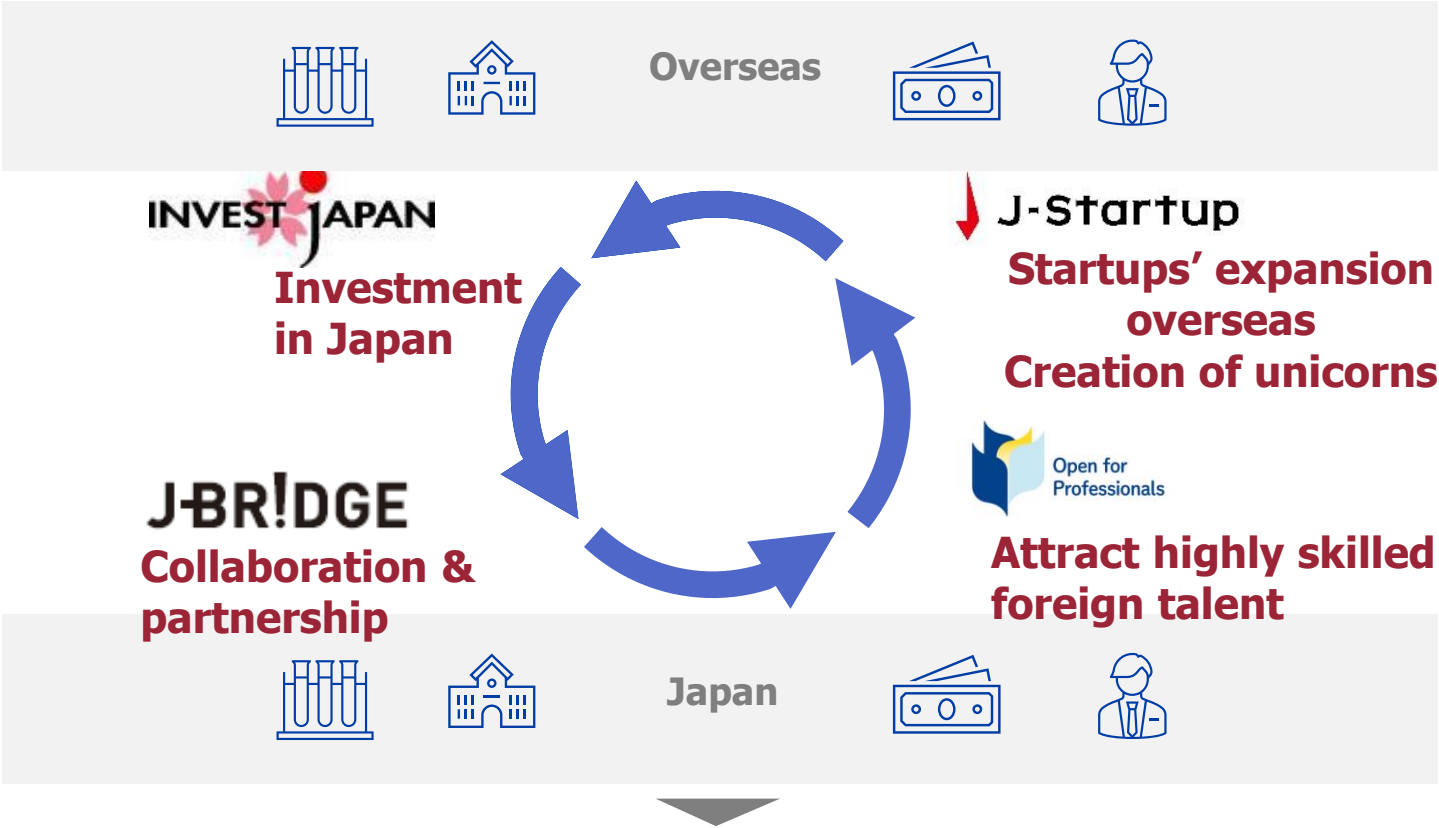 Overseas
INVEST JAPAN
Investment
in Japan
J-Startup
Startups’ expansion
overseas
Creation of unicorns
J-BR!DGE
Collaboration &
partnership
Open for
Professionals
Attract highly skilled
foreign talent
Japan